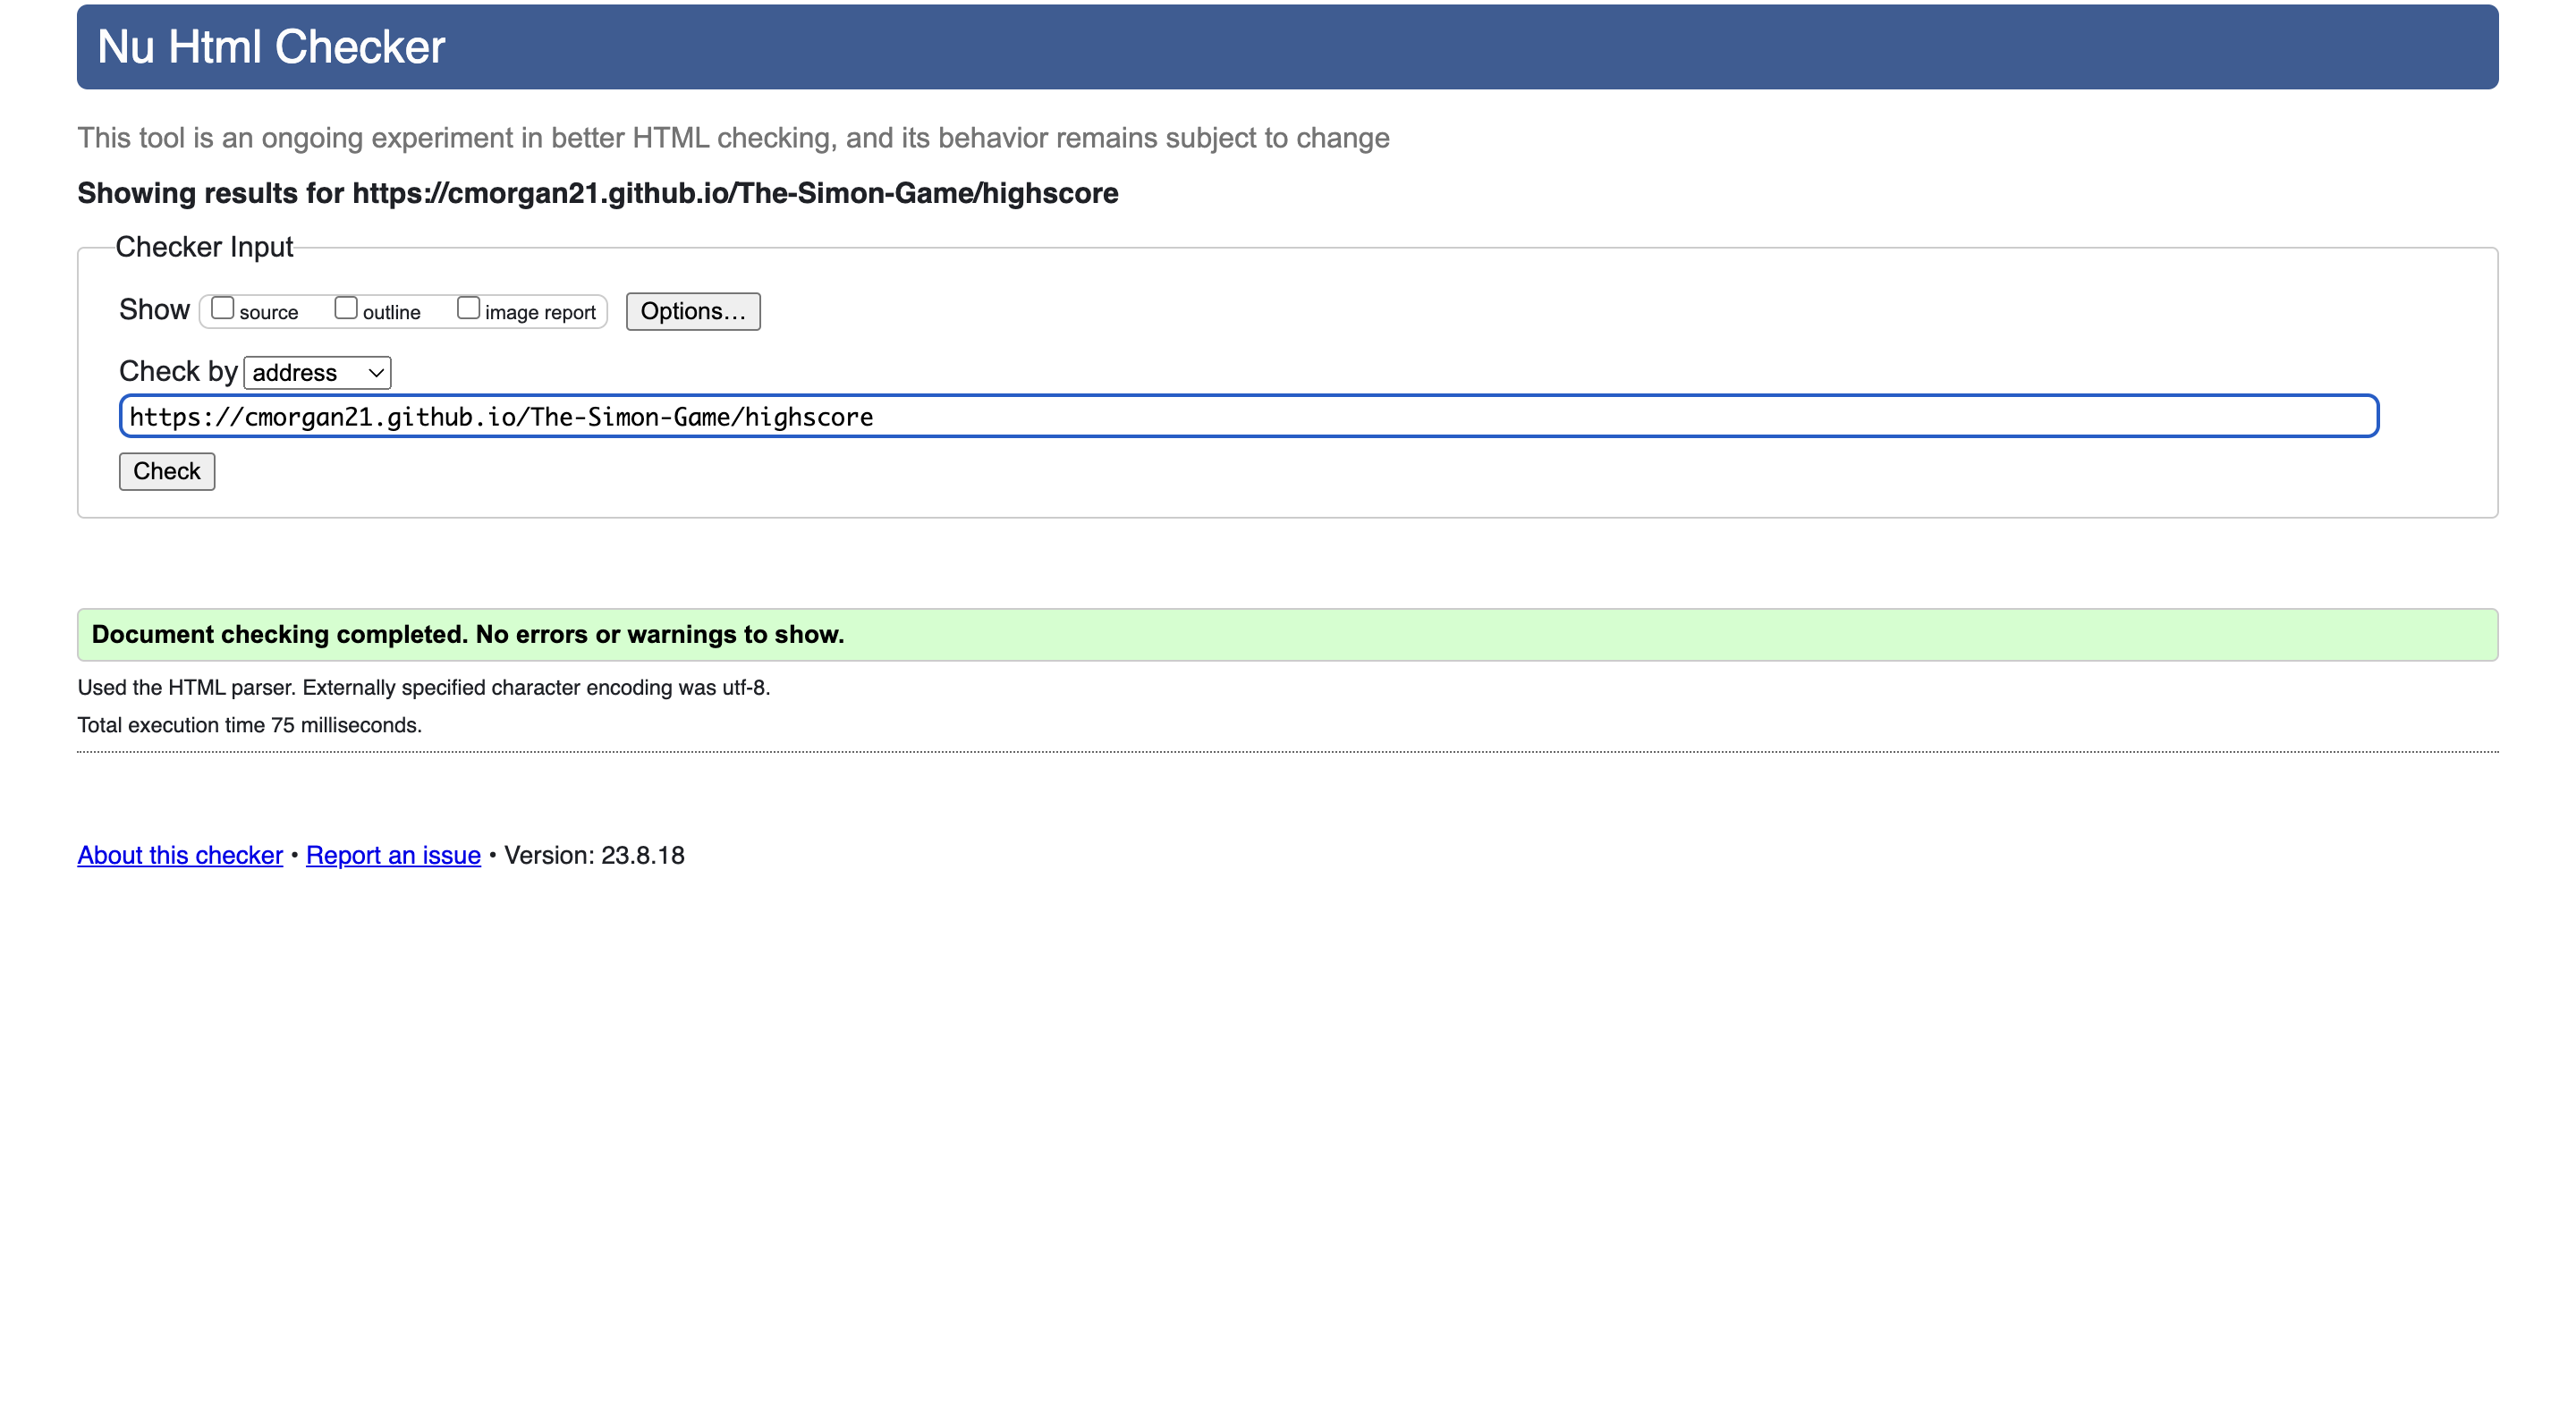 Nu Html Checker
This tool is an ongoing experiment in better HTML checking, and its behavior remains subject to change
Showing results for https://cmorgan21.github.io/The-Simon-Game/highscore
Checker Input
Show source outline image report Options...
Check by address
https://cmorgan21.github.io/The-Simon-Game/highscore
Check
Document checking completed. No errors or warnings to show.
Used the HTML parser. Externally specified character encoding was utf-8.
Total execution time 75 milliseconds.
About this checker • Report an issue • Version: 23.8.18